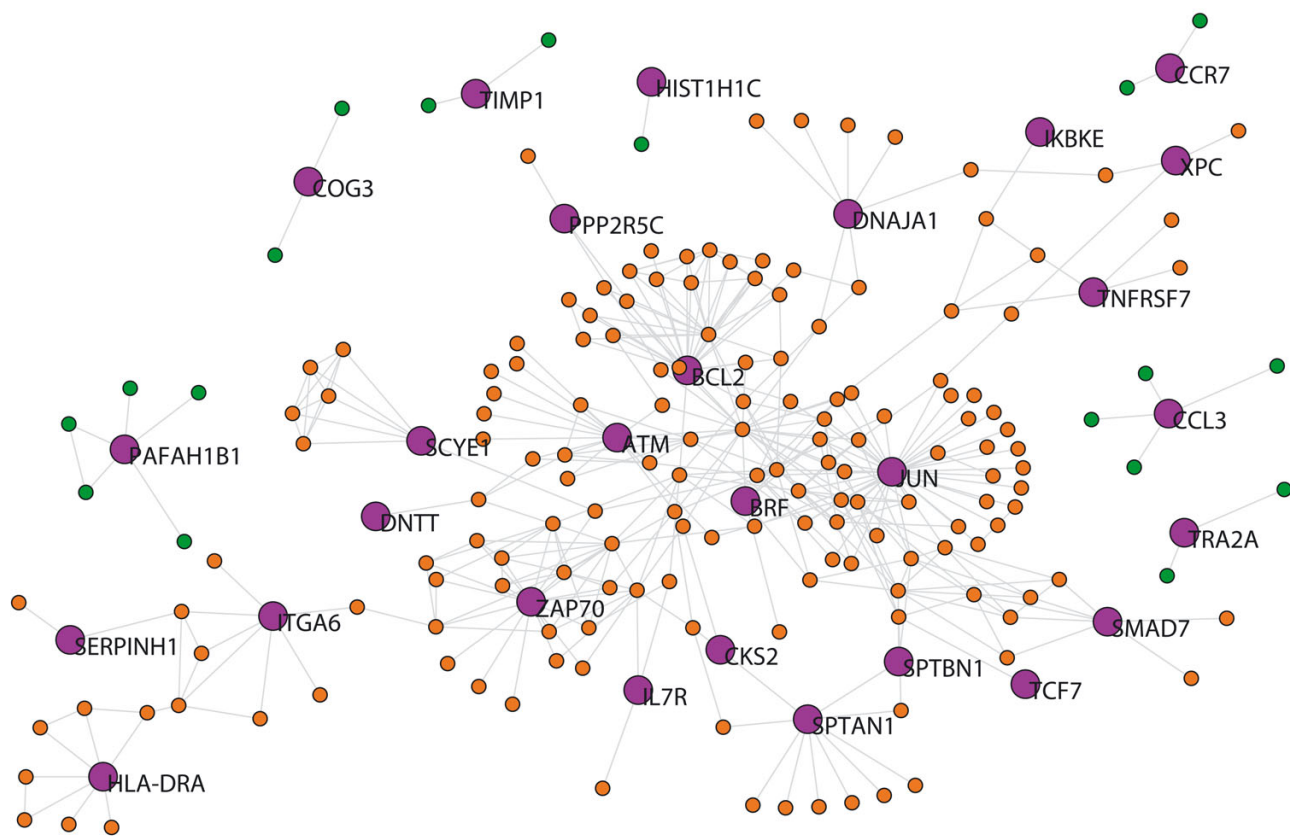 CCR7
HIST1H1C
TIMP1
IKBKE
XPC
COG3
PPP2R5C
DNAJA1
TNFRSF7
BCL2
CCL3
ATM
SCYE1
PAFAH1B1
JUN
BRF
DNTT
TRA2A
ZAP70
ITGA6
SMAD7
SERPINH1
CKS2
SPTBN1
TCF7
IL7R
SPTAN1
HLA-DRA